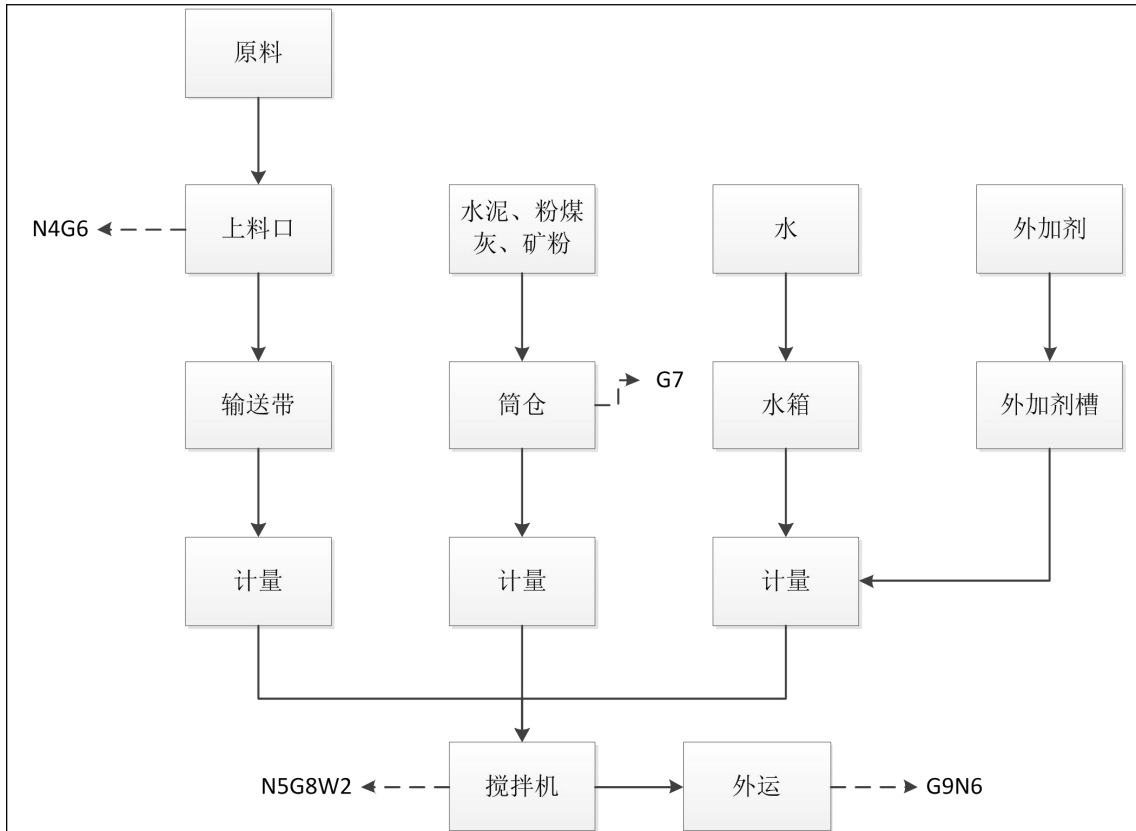 原料
N4G6
上料口
水泥、粉煤
灰、矿粉
水
外加剂
输送带
筒仓
G7
水箱
外加剂槽
计量
计量
计量
N5G8W2
搅拌机
外运
G9N6